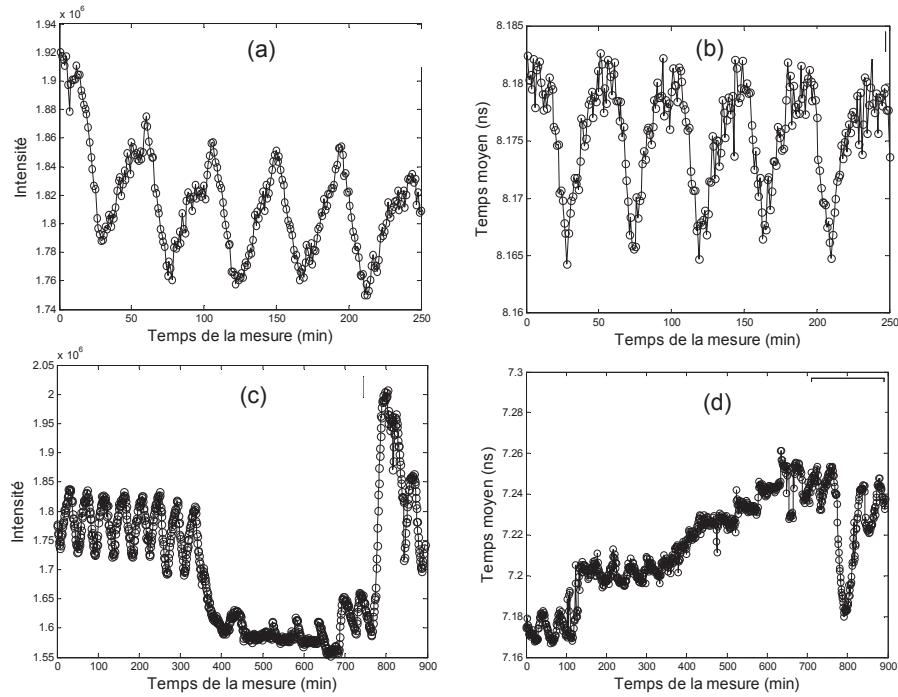 x 10⁶
1.94
1.92
1.9
1.88
1.86
1.84
1.82
1.8
1.78
1.76
1.74
Intensité
(a)
0 50 100 150 200 250
Temps de la mesure (min)
8.185
8.18
8.175
8.17
8.165
8.16
Temps moyen (ns)
(b)
0 50 100 150 200 250
Temps de la mesure (min)
x 10⁶
2.05
2
1.95
1.9
1.85
1.8
1.75
1.7
1.65
1.6
1.55
Intensité
(c)
0 100 200 300 400 500 600 700 800 900
Temps de la mesure (min)
7.3
7.28
7.26
7.24
7.22
7.2
7.18
7.16
Temps moyen (ns)
(d)
0 100 200 300 400 500 600 700 800 900
Temps de la mesure (min)